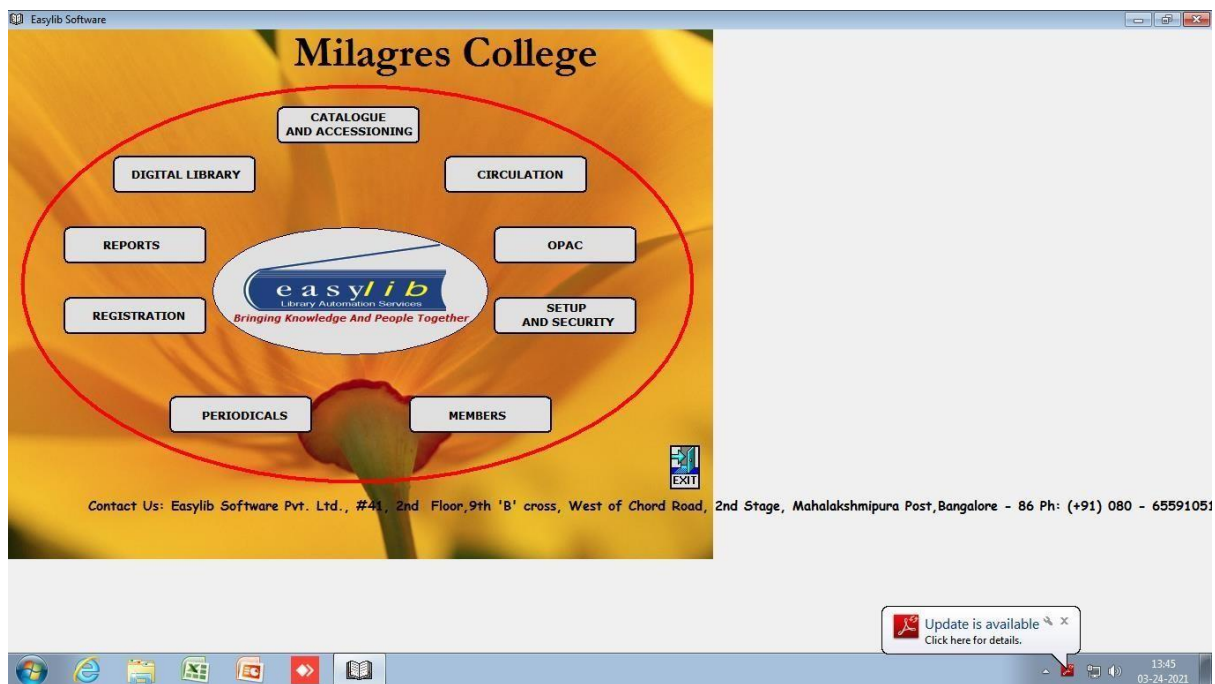 Easylib Software
Milagres College
CATALOGUE
AND ACCESSIONING
DIGITAL LIBRARY
CIRCULATION
REPORTS
OPAC
easylib
Library Automation Services
Bringing Knowledge And People Together
REGISTRATION
SETUP
AND SECURITY
PERIODICALS
MEMBERS
EXIT
Contact Us: Easylib Software Pvt. Ltd., #41, 2nd Floor,9th 'B' cross, West of Chord Road, 2nd Stage, Mahalakshmipura Post,Bangalore - 86 Ph: (+91) 080 - 65591051
Update is available
Click here for details.
13:45
03-24-2021